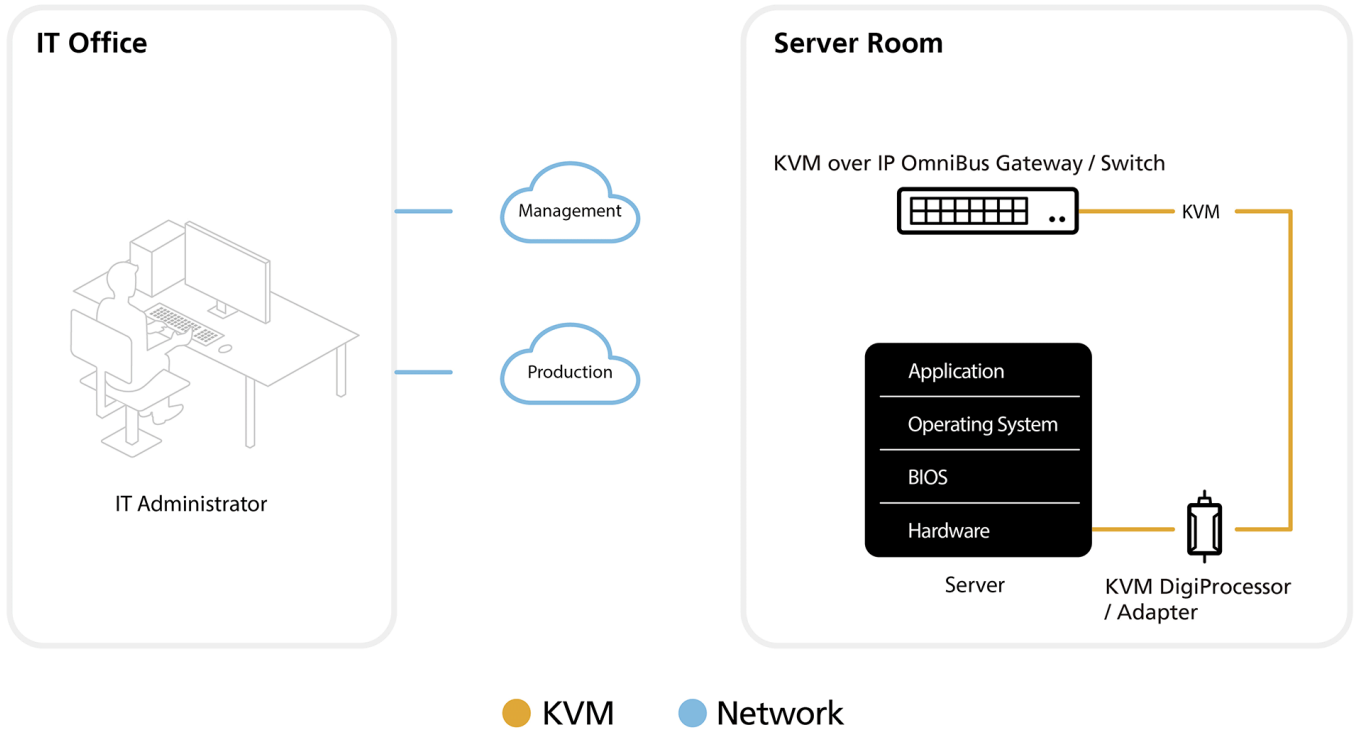 IT Office
Server Room
KVM over IP OmniBus Gateway / Switch
Management
KVM
Production
Application
Operating System
BIOS
Hardware
IT Administrator
Server
KVM DigiProcessor
/ Adapter
KVM
Network